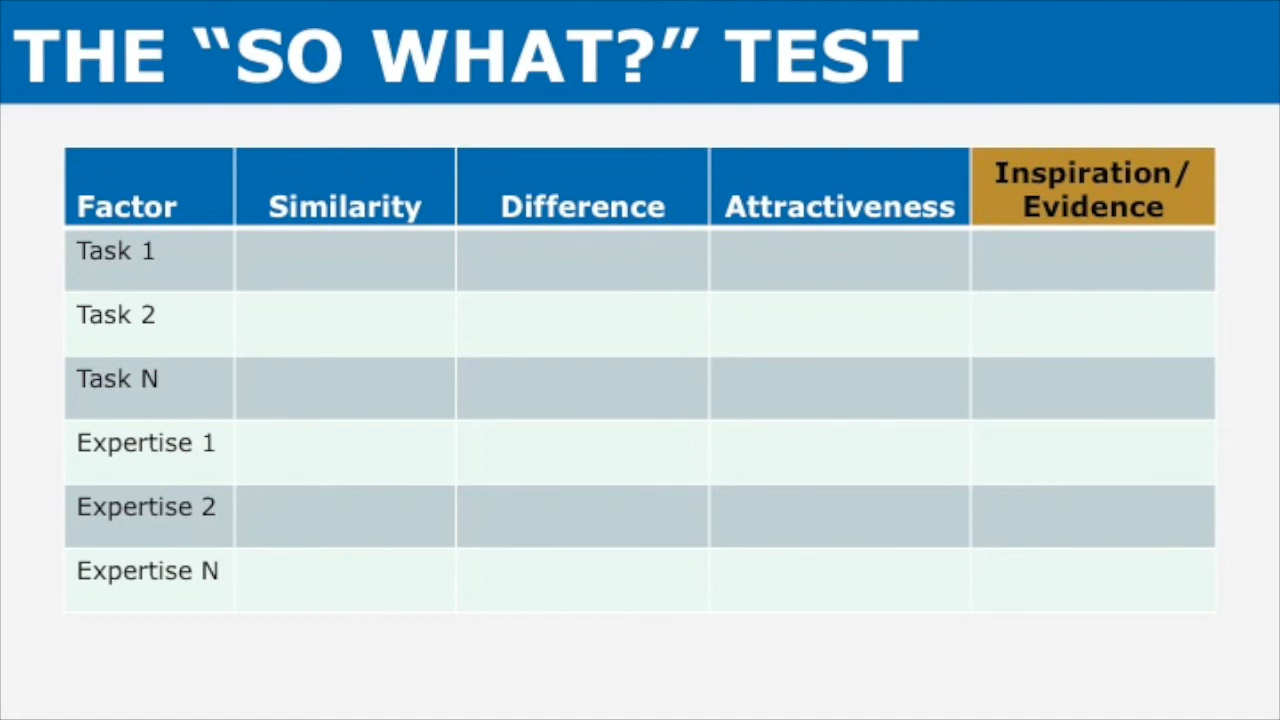 THE “SO WHAT?” TEST
Inspiration/
Factor Similarity Difference Attractiveness Evidence
Task 1
Task 2
Task N
Expertise 1
Expertise 2
Expertise N